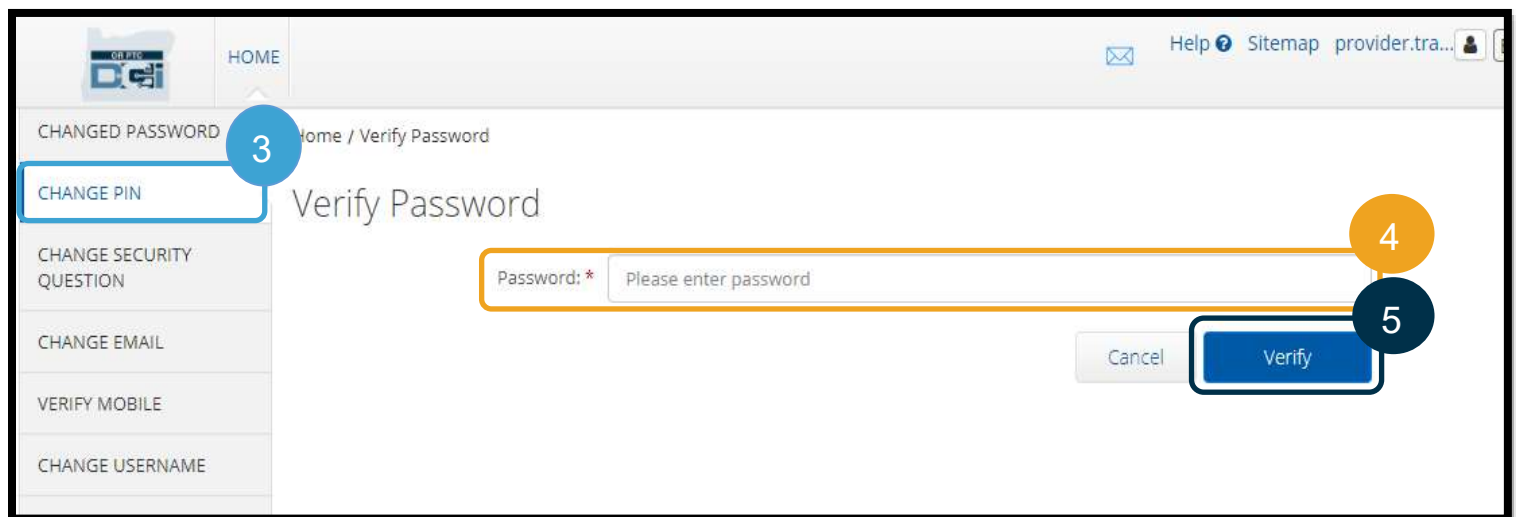 OR PTC
DCi
HOME
Help Sitemap provider.tra...
CHANGED PASSWORD
3
Home / Verify Password
CHANGE PIN
Verify Password
4
CHANGE SECURITY
QUESTION
Password: * Please enter password
5
CHANGE EMAIL
Cancel Verify
VERIFY MOBILE
CHANGE USERNAME